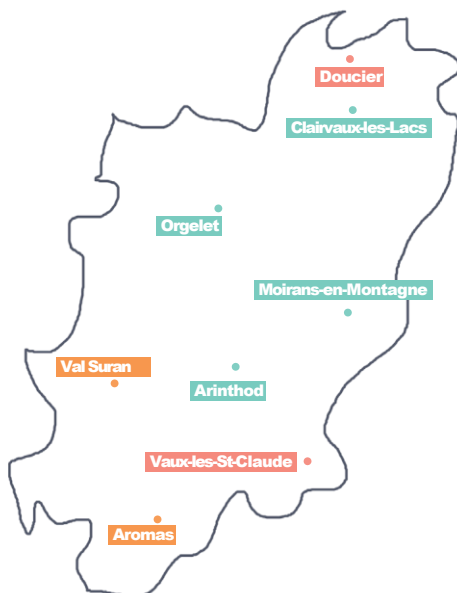 Doucier
Clairvaux-les-Lacs
Orgelet
Moirans-en-Montagne
Val Suran
Arinthod
Vaux-les-St-Claude
Aromas